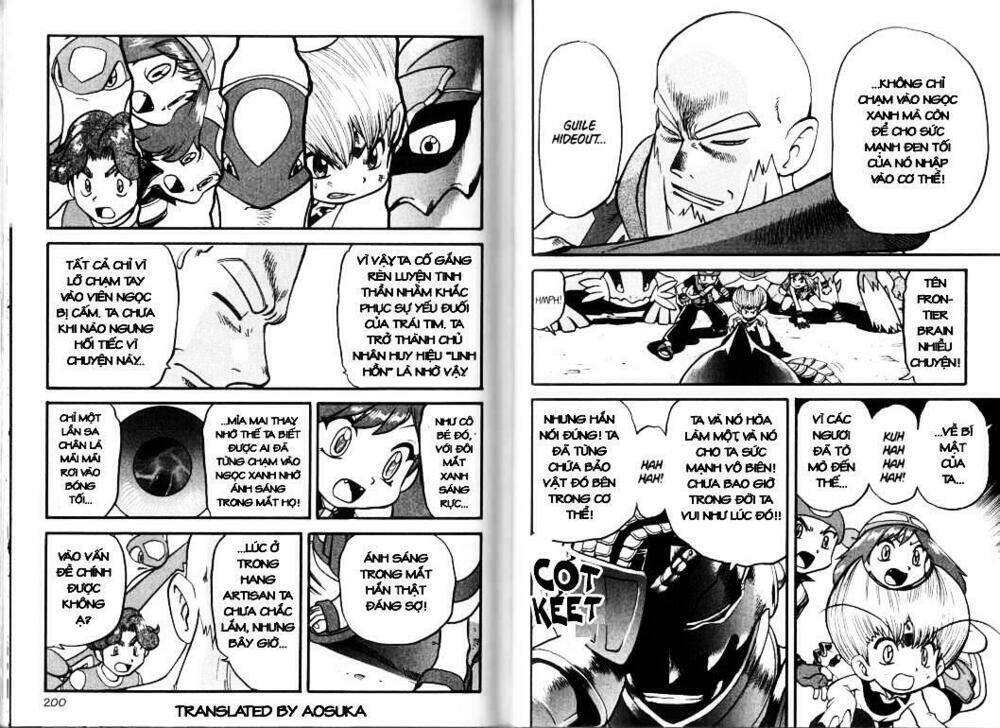 ...KHÔNG CHỈ
CHẠM VÀO NGỌC
XANH MÀ CÒN
ĐỂ CHO SỨC
MẠNH ĐEN TỐI
CỦA NÓ NHẬP
VÀO CƠ THỂ!
GUILE
HIDEOUT...
TÊN
FRON-
TIER
BRAIN
NHIỀU
CHUYỆN!
HMPH!
...VỀ BÍ
MẬT CỦA
TA...
KUH
HAH
HAH
HAH!
VÌ CÁC
NGƯƠI
ĐÃ TÒ
MÒ ĐẾN
THẾ...
TA VÀ NÓ HÒA
LÀM MỘT, VÀ NÓ
CHO TA SỨC
MẠNH VÔ BIÊN!
CHƯA BAO GIỜ
TRONG ĐỜI TA
VUI NHƯ LÚC ĐÓ!!
HAH
HAH!
NHƯNG HẮN
NÓI ĐÚNG! TA
ĐÃ TỪNG
CHỨA BẢO
VẬT ĐÓ BÊN
TRONG CƠ
THỂ!
CỌT
KẸET
VÌ VẬY TA CỐ GẮNG
RÈN LUYỆN TINH
THẦN NHẰM KHẮC
PHỤC SỰ YẾU ĐUỐI
CỦA TRÁI TIM. TA
TRỞ THÀNH CHỦ
NHÂN HUY HIỆU "LINH
HỒN" LÀ NHỜ VẬY.
TẤT CẢ CHỈ VÌ
LỠ CHẠM TAY
VÀO VIÊN NGỌC
BỊ CẤM. TA CHƯA
KHI NÀO NGƯNG
HỐI TIẾC VÌ
CHUYỆN NÀY...
NHƯ CÔ
BÉ ĐÓ,
VỚI ĐÔI
MẮT
XANH
SÁNG
RỰC...
...MỈA MAI THAY
NHỜ THẾ TA BIẾT
ĐƯỢC AI ĐÃ
TỪNG CHẠM VÀO
NGỌC XANH NHỜ
ÁNH SÁNG
TRONG MẮT HỌ!
CHỈ MỘT
LẦN SA
CHÂN LÀ
MÃI MÃI
RƠI VÀO
BÓNG
TỐI...
ÁNH SÁNG
TRONG MẮT
HẮN THẬT
ĐÁNG SỢ!
...LÚC Ở
TRONG
HANG
ARTISAN TA
CHƯA CHẮC
LẮM, NHƯNG
BÂY GIỜ...
VÀO VẤN
ĐỀ CHÍNH
ĐƯỢC
KHÔNG
Ạ?
200
TRANSLATED BY AOSUKA